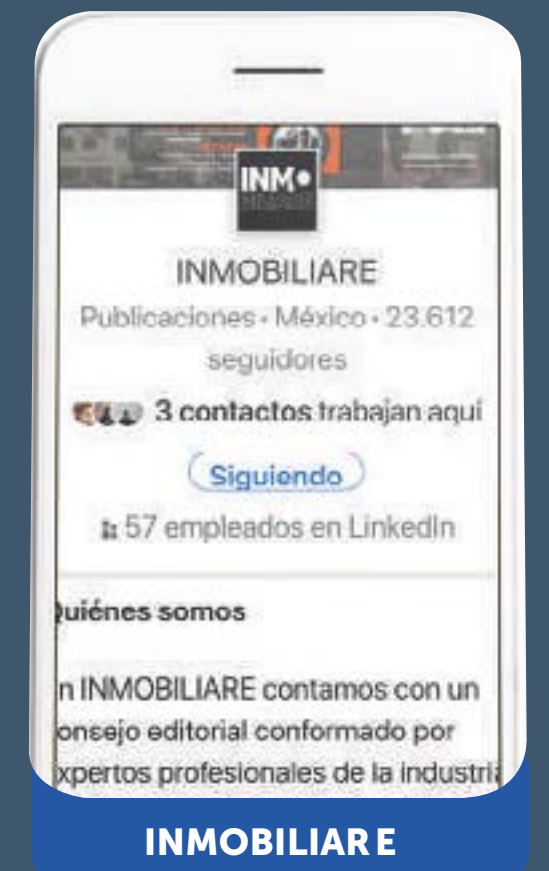 INM
INMOBILIARE
Publicaciones • México • 23.612
seguidores
3 contactos trabajan aquí
Siguiendo
57 empleados en LinkedIn
uiénes somos
n INMOBILIARE contamos con un
onsejo editorial conformado por
xpertos profesionales de la industria
INMOBILIARE